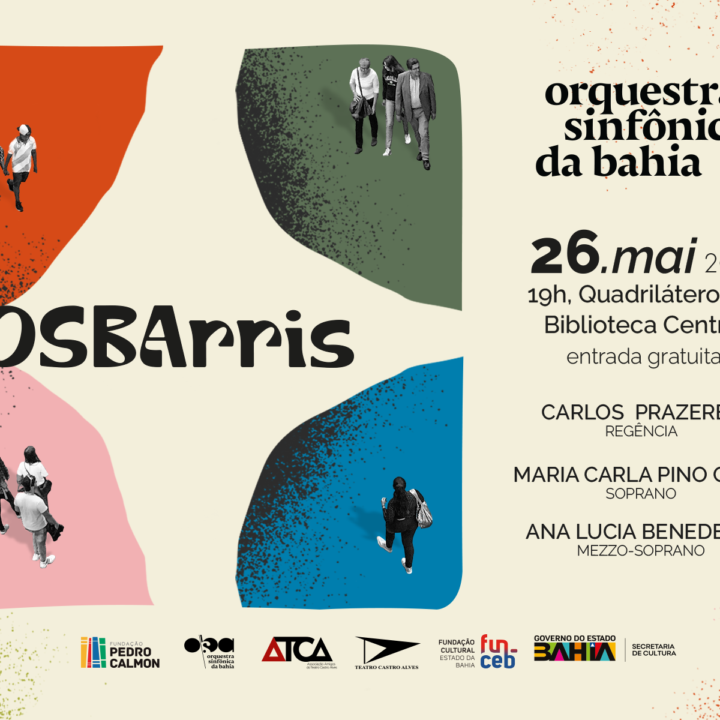 orquestra
sinfônic
da bahia
26.mai 20
19h, Quadrilátero
Biblioteca Centr
entrada gratuita
OSBArris
CARLOS PRAZERE
REGÊNCIA
MARIA CARLA PINO C
SOPRANO
ANA LUCIA BENEDE
MEZZO-SOPRANO
FUNDAÇÃO
PEDRO
CALMON
orquestra
sinfônica
da bahia
ATCA
TEATRO CASTRO ALVES
FUNDAÇÃO
CULTURAL
ESTADO DA
BAHIA
fun
ceb
GOVERNO DO ESTADO
BAHIA
SECRETARIA
DE CULTURA